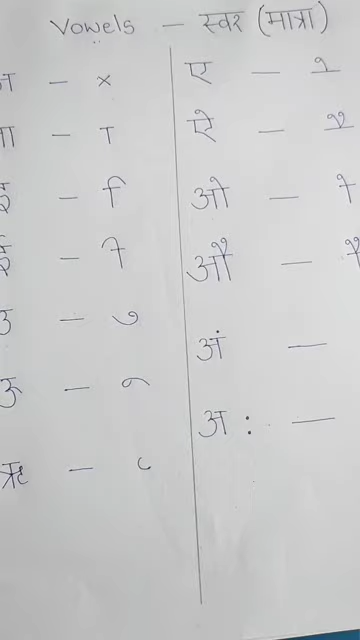 Vowels – स्वर (मात्रा)
अ – ×
आ – ा
इ – ि
ई – ी
उ – ु
ऊ – ू
ऋ – ृ
ए – े
ऐ – ै
ओ – ो
औ – ौ
अं –
अ: –